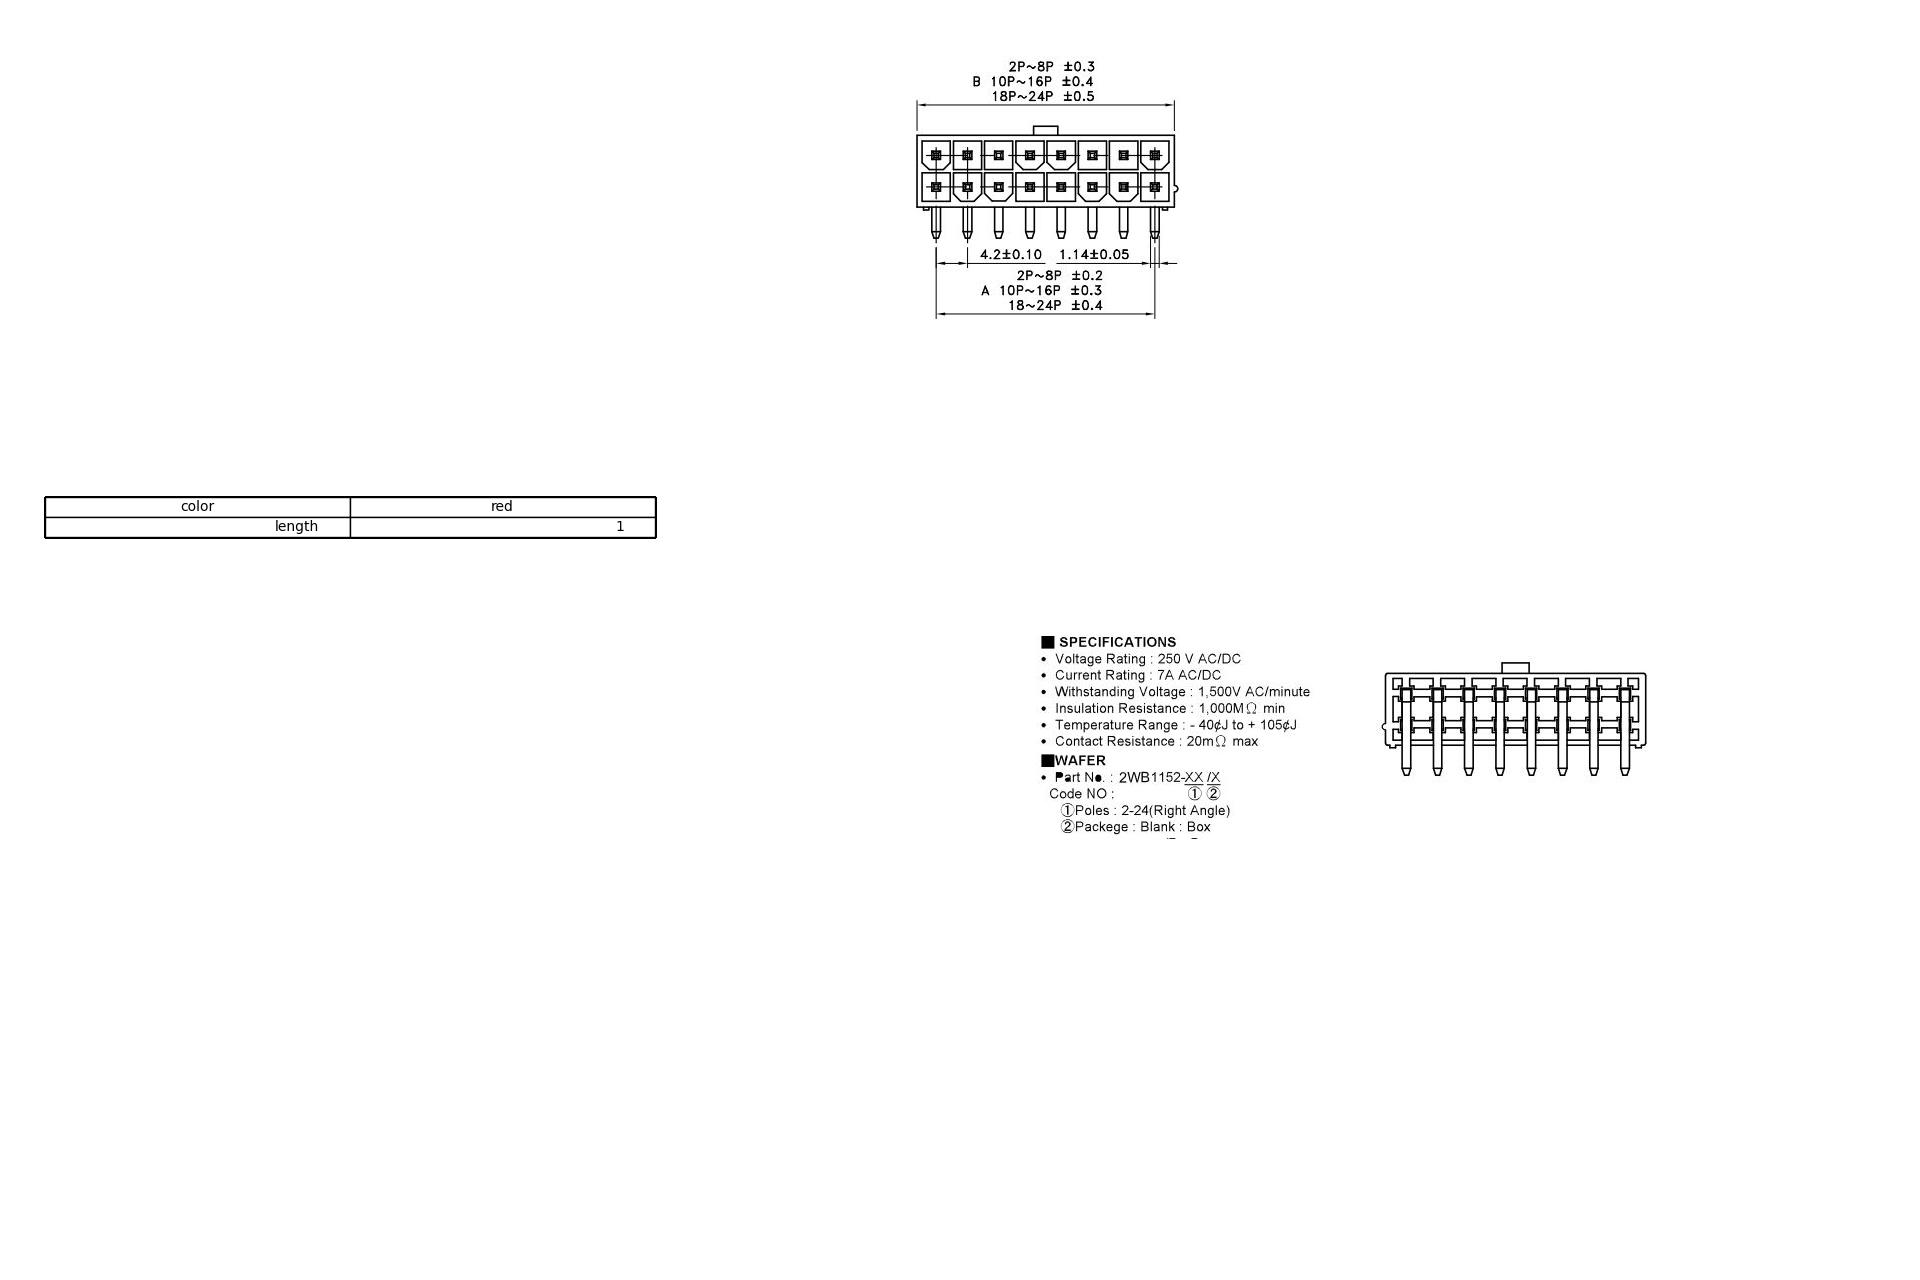 2P~8P ±0.3
B 10P~16P ±0.4
18P~24P ±0.5
4.2±0.10 1.14±0.05
2P~8P ±0.2
A 10P~16P ±0.3
18~24P ±0.4
color red
length 1
■ SPECIFICATIONS
• Voltage Rating : 250 V AC/DC
• Current Rating : 7A AC/DC
• Withstanding Voltage : 1,500V AC/minute
• Insulation Resistance : 1,000MΩ min
• Temperature Range : - 40¢J to + 105¢J
• Contact Resistance : 20mΩ max
■WAFER
• Part No. : 2WB1152-XX /X
Code NO : ① ②
①Poles : 2-24(Right Angle)
②Packege : Blank : Box